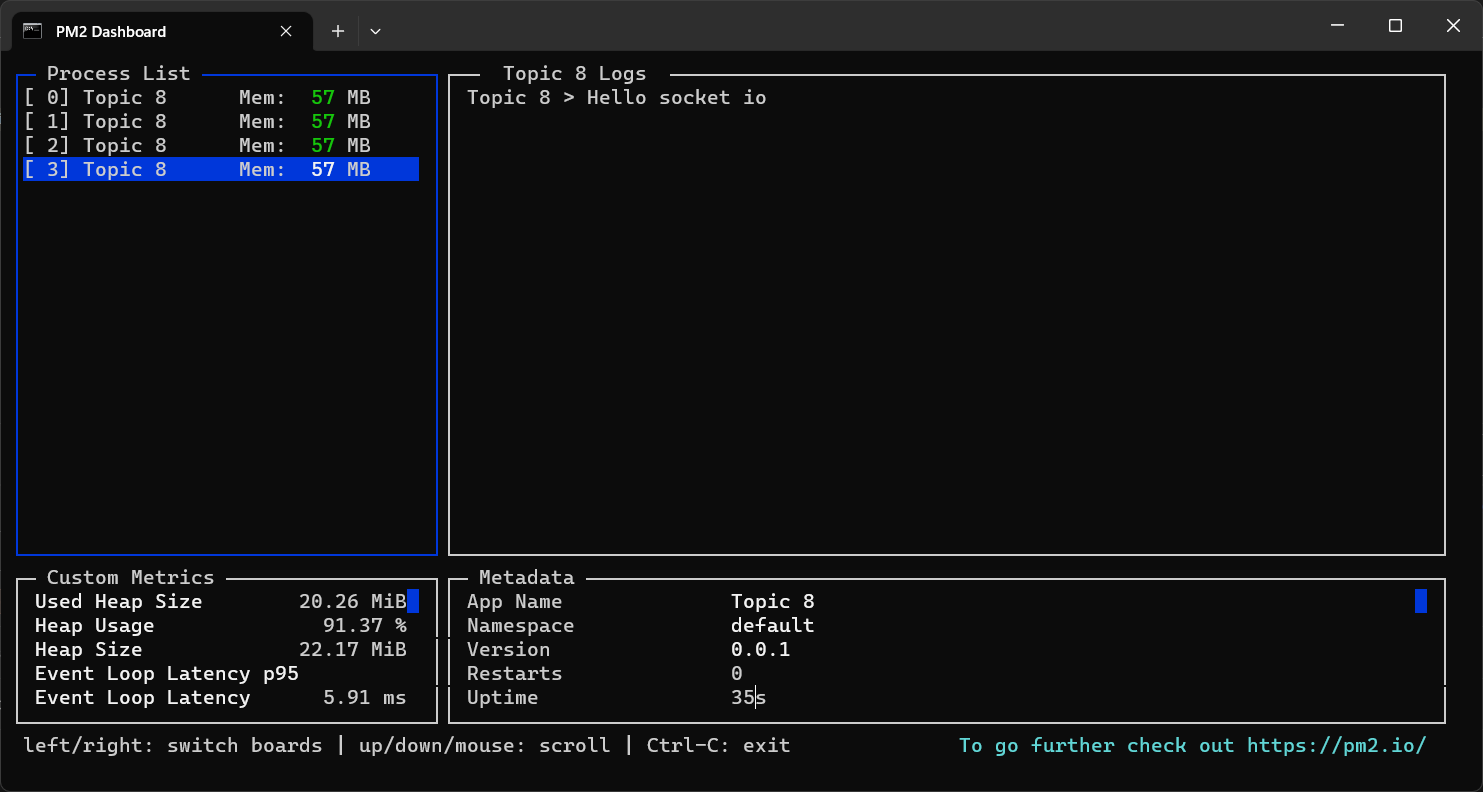 PM2 Dashboard
Process List
[ 0] Topic 8 Mem: 57 MB
[ 1] Topic 8 Mem: 57 MB
[ 2] Topic 8 Mem: 57 MB
[ 3] Topic 8 Mem: 57 MB
Topic 8 Logs
Topic 8 > Hello socket io
Custom Metrics
Used Heap Size 20.26 MiB
Heap Usage 91.37 %
Heap Size 22.17 MiB
Event Loop Latency p95
Event Loop Latency 5.91 ms
Metadata
App Name Topic 8
Namespace default
Version 0.0.1
Restarts 0
Uptime 35s
left/right: switch boards | up/down/mouse: scroll | Ctrl-C: exit To go further check out https://pm2.io/